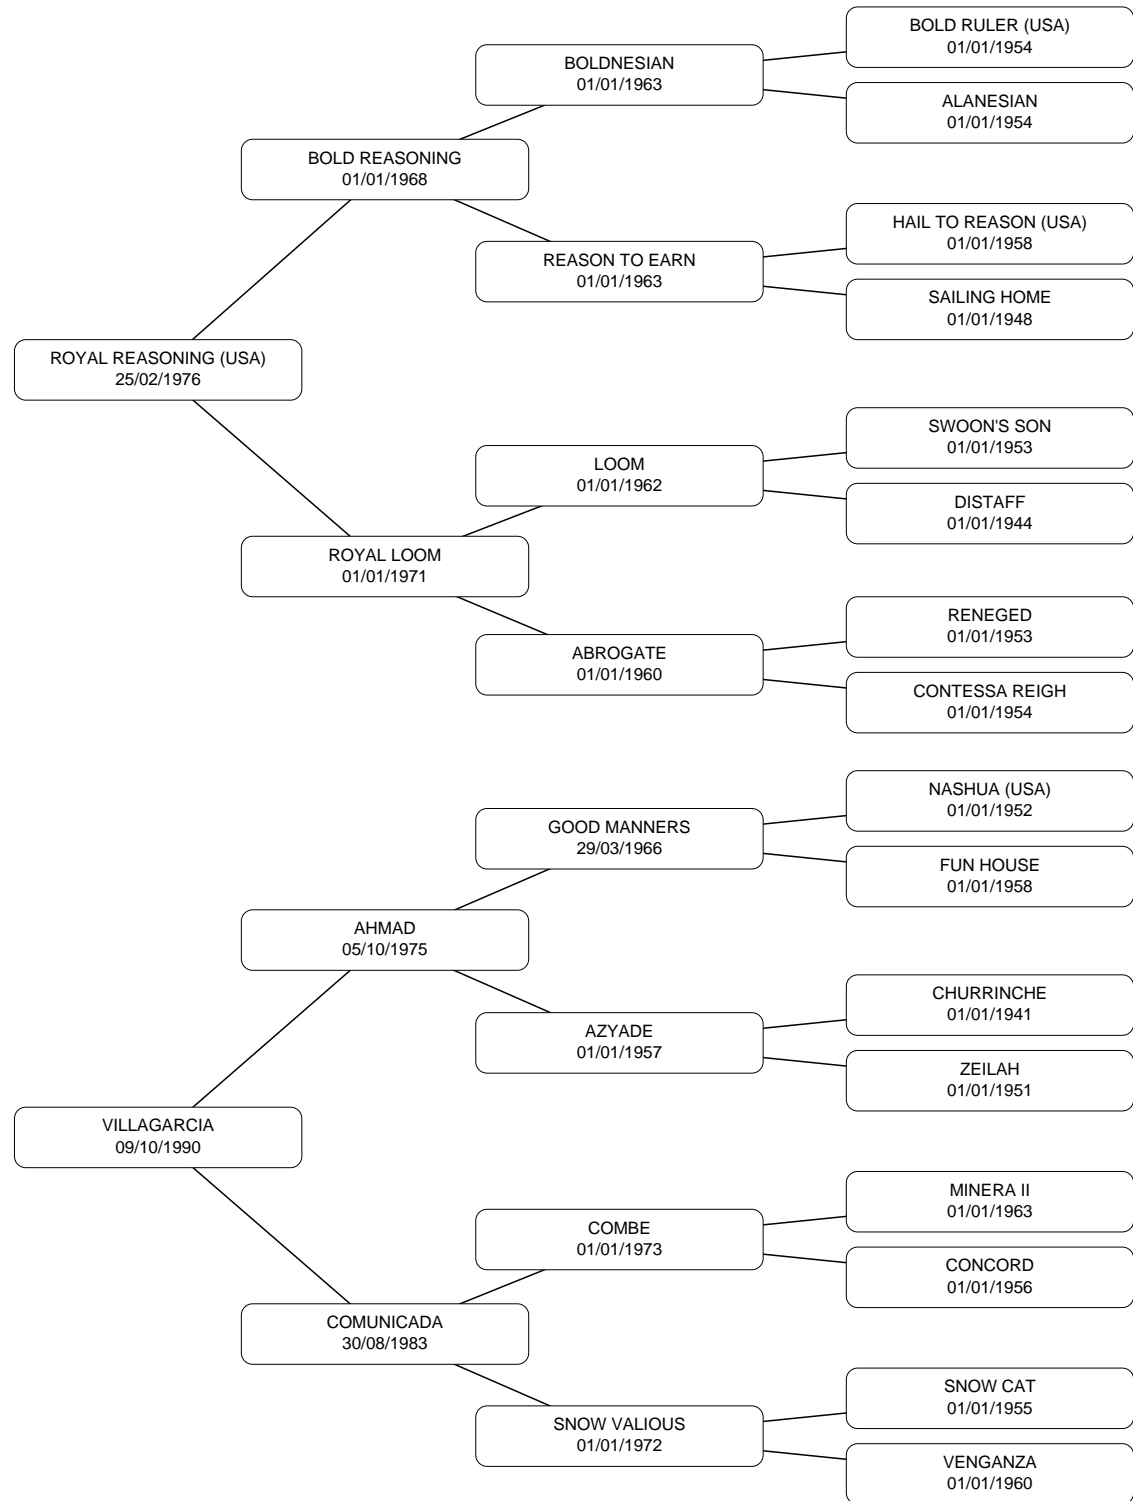 BOLD RULER (USA)
01/01/1954
BOLDNESIAN
01/01/1963
ALANESIAN
01/01/1954
BOLD REASONING
01/01/1968
HAIL TO REASON (USA)
01/01/1958
REASON TO EARN
01/01/1963
SAILING HOME
01/01/1948
ROYAL REASONING (USA)
25/02/1976
SWOON'S SON
01/01/1953
LOOM
01/01/1962
DISTAFF
01/01/1944
ROYAL LOOM
01/01/1971
RENEGED
01/01/1953
ABROGATE
01/01/1960
CONTESSA REIGH
01/01/1954
NASHUA (USA)
01/01/1952
GOOD MANNERS
29/03/1966
FUN HOUSE
01/01/1958
AHMAD
05/10/1975
CHURRINCHE
01/01/1941
AZYADE
01/01/1957
ZEILAH
01/01/1951
VILLAGARCIA
09/10/1990
MINERA II
01/01/1963
COMBE
01/01/1973
CONCORD
01/01/1956
COMUNICADA
30/08/1983
SNOW CAT
01/01/1955
SNOW VALIOUS
01/01/1972
VENGANZA
01/01/1960